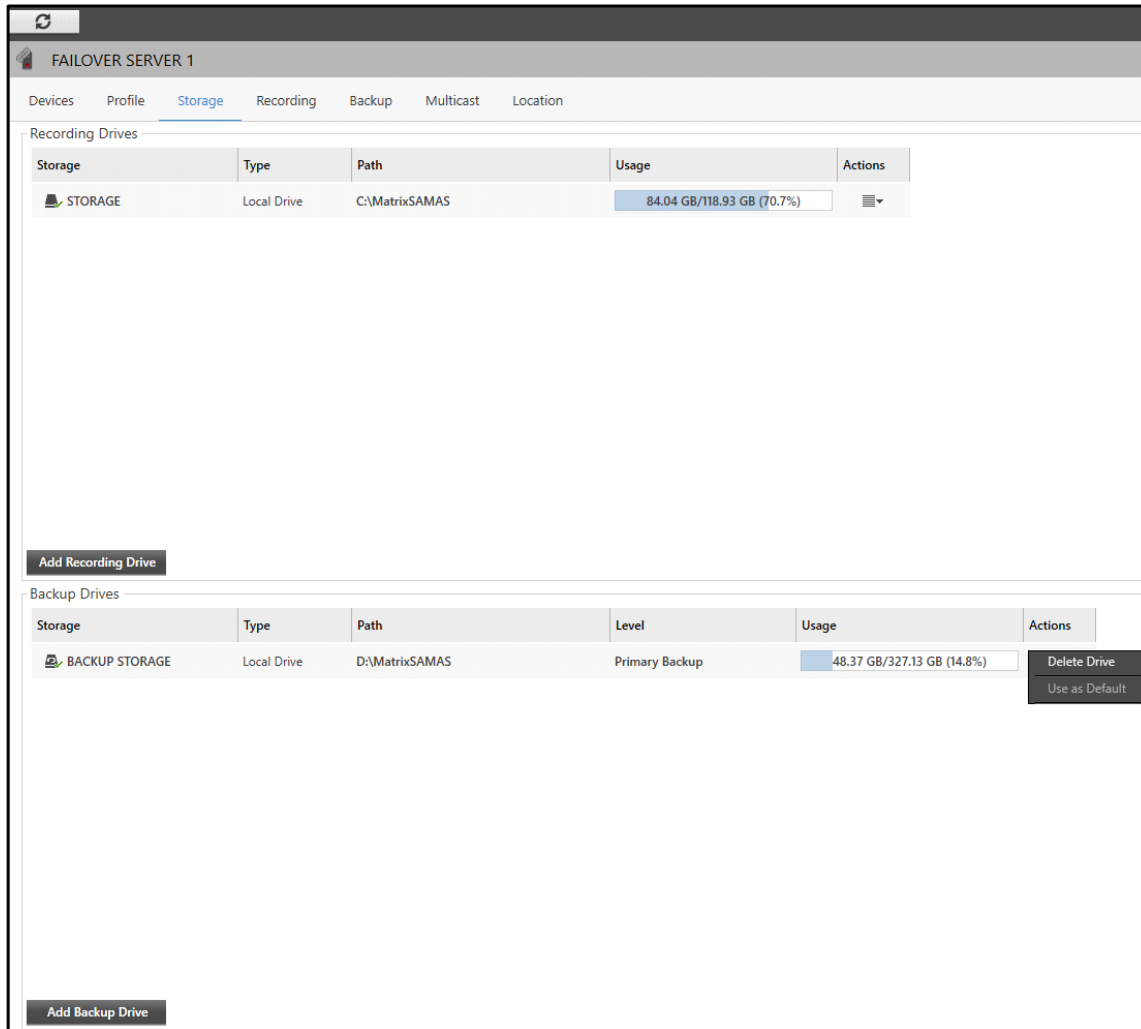 FAILOVER SERVER 1
Devices Profile Storage Recording Backup Multicast Location
Recording Drives
Storage Type Path Usage Actions
STORAGE Local Drive C:\MatrixSAMAS 84.04 GB/118.93 GB (70.7%)
Add Recording Drive
Backup Drives
Storage Type Path Level Usage Actions
BACKUP STORAGE Local Drive D:\MatrixSAMAS Primary Backup 48.37 GB/327.13 GB (14.8%) Delete Drive
Use as Default
Add Backup Drive